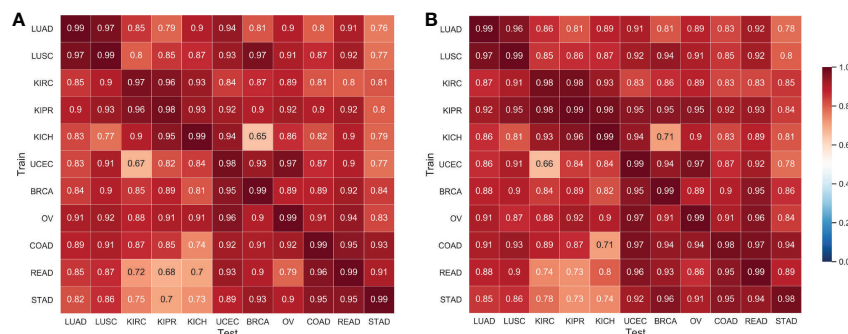 A
LUAD 0.99 0.97 0.85 0.79 0.9 0.94 0.81 0.9 0.8 0.91 0.76
LUSC 0.97 0.99 0.8 0.85 0.87 0.93 0.97 0.91 0.85 0.92 0.77
KIRC 0.85 0.9 0.97 0.96 0.93 0.84 0.87 0.89 0.81 0.8 0.81
KIPR 0.9 0.93 0.96 0.98 0.93 0.92 0.9 0.92 0.9 0.92 0.8
KICH 0.83 0.77 0.9 0.95 0.99 0.94 0.65 0.86 0.82 0.9 0.79
UCEC 0.83 0.91 0.67 0.82 0.84 0.98 0.93 0.97 0.87 0.9 0.77
BRCA 0.84 0.9 0.85 0.89 0.81 0.95 0.99 0.89 0.89 0.92 0.84
OV 0.91 0.92 0.88 0.91 0.91 0.96 0.9 0.99 0.91 0.94 0.83
COAD 0.89 0.91 0.87 0.85 0.74 0.92 0.91 0.92 0.99 0.95 0.93
READ 0.85 0.87 0.72 0.68 0.7 0.93 0.9 0.79 0.96 0.99 0.91
STAD 0.82 0.86 0.75 0.7 0.73 0.89 0.93 0.9 0.95 0.95 0.99
LUAD LUSC KIRC KIPR KICH UCEC BRCA OV COAD READ STAD
Train
Test
B
LUAD 0.99 0.96 0.86 0.81 0.89 0.91 0.81 0.89 0.83 0.92 0.78
LUSC 0.97 0.99 0.85 0.86 0.87 0.92 0.94 0.91 0.85 0.92 0.8
KIRC 0.87 0.91 0.98 0.98 0.93 0.83 0.86 0.89 0.83 0.92 0.85
KIPR 0.92 0.95 0.98 0.99 0.98 0.95 0.95 0.95 0.92 0.93 0.84
KICH 0.86 0.81 0.93 0.96 0.99 0.94 0.71 0.9 0.83 0.89 0.81
UCEC 0.86 0.91 0.66 0.84 0.84 0.99 0.94 0.97 0.87 0.92 0.78
BRCA 0.88 0.9 0.84 0.89 0.82 0.95 0.99 0.89 0.9 0.95 0.86
OV 0.91 0.87 0.88 0.92 0.9 0.97 0.91 0.99 0.91 0.96 0.84
COAD 0.91 0.93 0.89 0.87 0.71 0.97 0.94 0.94 0.98 0.97 0.94
READ 0.88 0.9 0.74 0.73 0.8 0.96 0.93 0.86 0.95 0.99 0.89
STAD 0.85 0.86 0.78 0.73 0.74 0.92 0.96 0.91 0.95 0.94 0.98
LUAD LUSC KIRC KIPR KICH UCEC BRCA OV COAD READ STAD
Train
Test
1.0
0.8
0.6
0.4
0.2
0.0